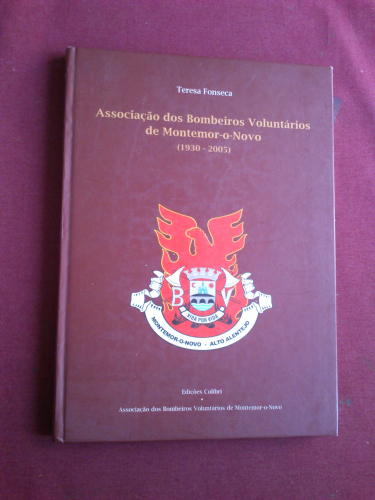 Teresa Fonseca
Associação dos Bombeiros Voluntários
de Montemor-o-Novo
(1930 - 2005)
B V
VIDA POR VIDA
MONTEMOR-O-NOVO - ALTO ALENTEJO
Edições Colibri
•
Associação dos Bombeiros Voluntários de Montemor-o-Novo